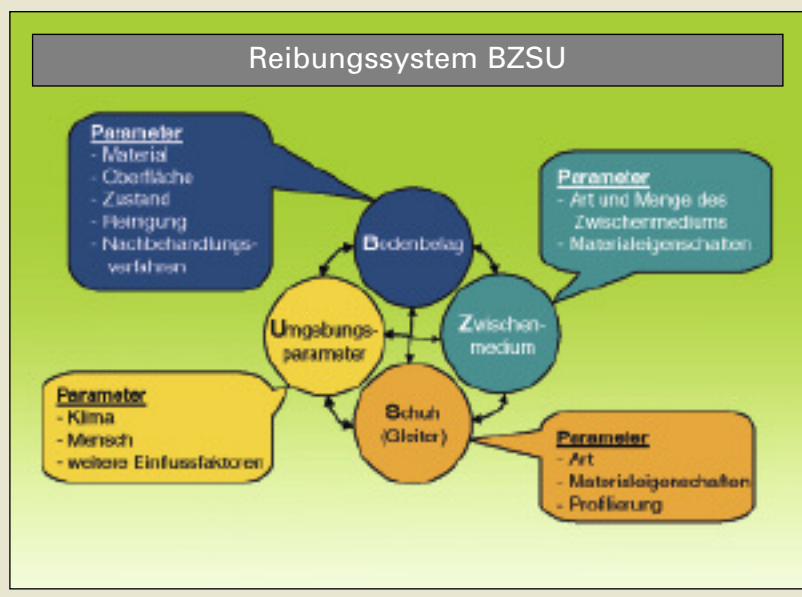 Reibungssystem BZSU
Parameter
- Material
- Oberfläche
- Zustand
- Reinigung
- Nachbehandlungs-
verfahren
Parameter
- Art und Menge des
Zwischenmediums
- Materialeigenschaften
Bodenbelag
Umgebungs-
parameter
Zwischen-
medium
Schuh
(Gleiter)
Parameter
- Klima
- Mensch
- weitere Einflussfaktoren
Parameter
- Art
- Materialeigenschaften
- Profilierung